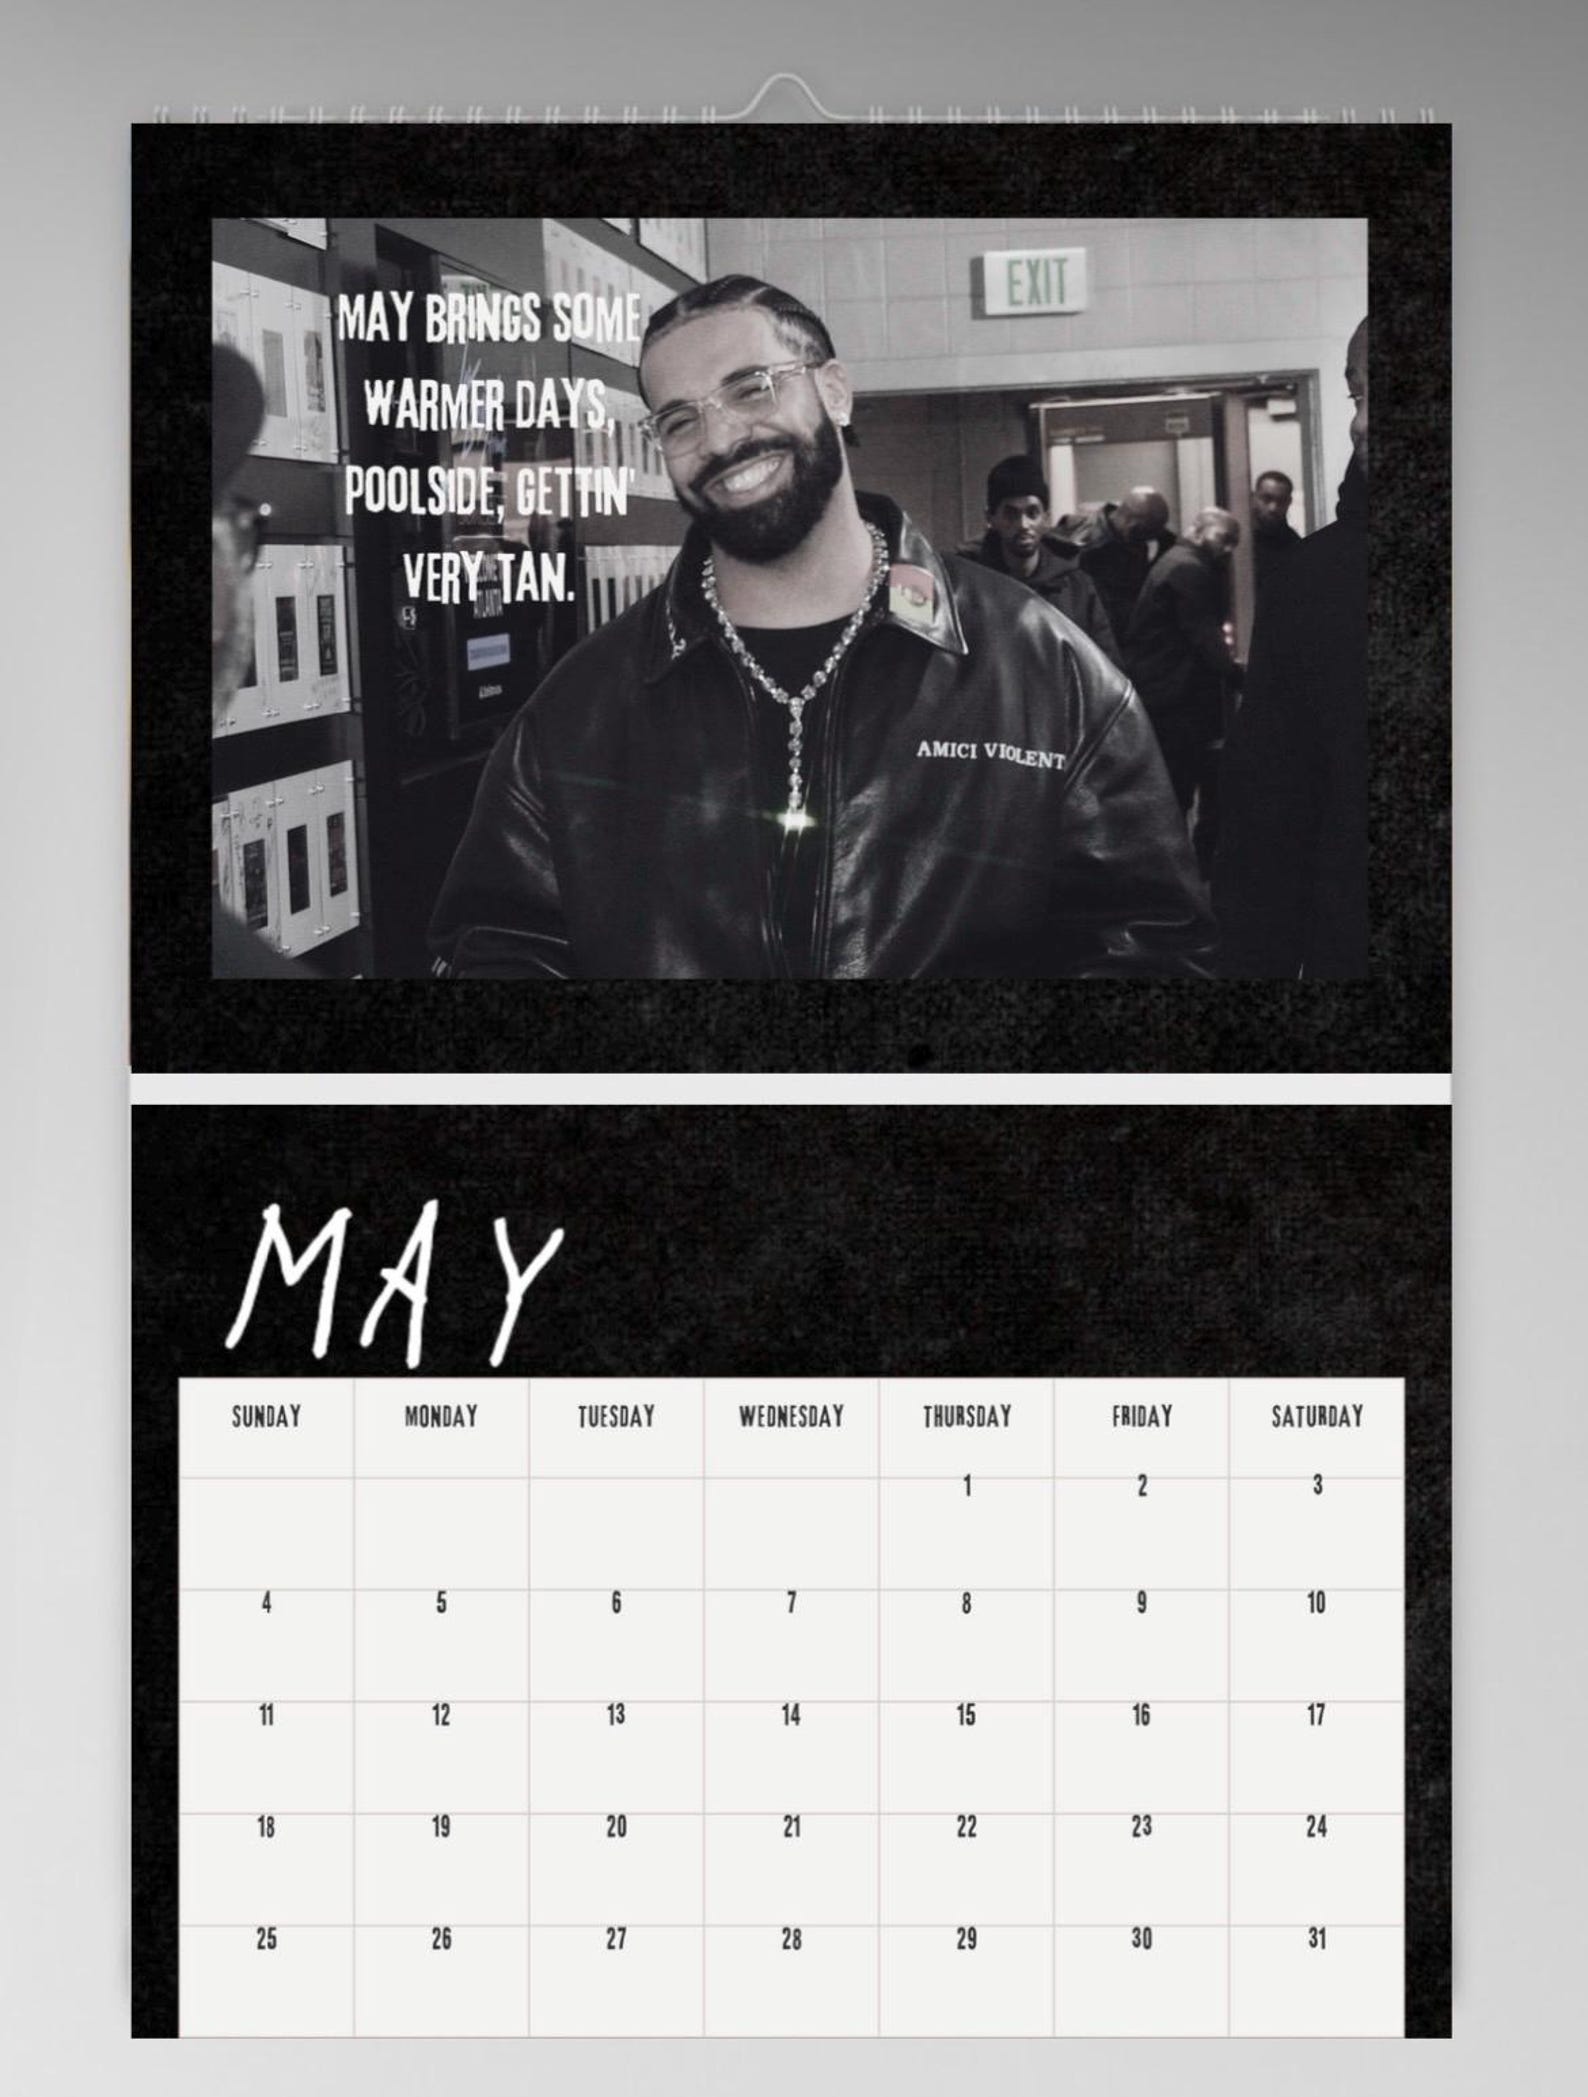 MAY BRINGS SOME
WARMER DAYS,
POOLSIDE, GETTIN'
VERY TAN.
EXIT
ATLANTA
AMICI VIOLENT
MAY
SUNDAY MONDAY TUESDAY WEDNESDAY THURSDAY FRIDAY SATURDAY
1 2 3
4 5 6 7 8 9 10
11 12 13 14 15 16 17
18 19 20 21 22 23 24
25 26 27 28 29 30 31